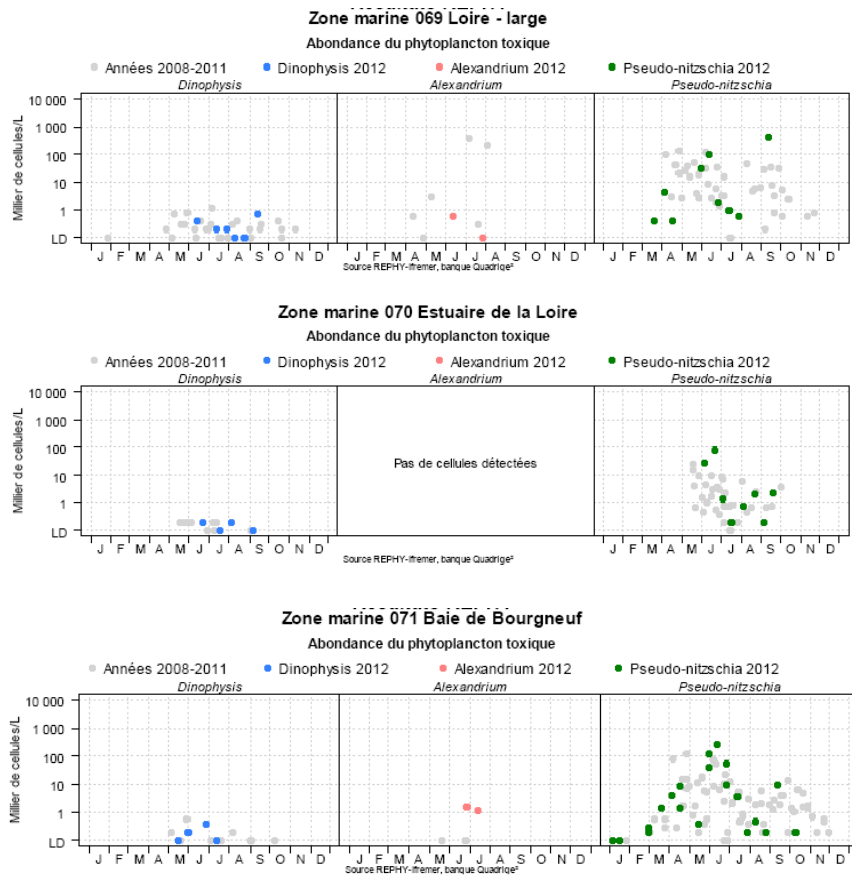 Zone marine 069 Loire - large
Abondance du phytoplancton toxique
Années 2008-2011 Dinophysis 2012 Alexandrium 2012 Pseudo-nitzschia 2012
Dinophysis Alexandrium Pseudo-nitzschia
Millier de cellules/L
10 000
1 000
100
10
1
LD
J F M A M J J A S O N D J F M A M J J A S O N D J F M A M J J A S O N D
Source REPHY-Ifremer, banque Quadrige²
Zone marine 070 Estuaire de la Loire
Abondance du phytoplancton toxique
Années 2008-2011 Dinophysis 2012 Alexandrium 2012 Pseudo-nitzschia 2012
Dinophysis Alexandrium Pseudo-nitzschia
Millier de cellules/L
10 000
1 000
100
10
1
LD
Pas de cellules détectées
J F M A M J J A S O N D J F M A M J J A S O N D
Source REPHY-Ifremer, banque Quadrige²
Zone marine 071 Baie de Bourgneuf
Abondance du phytoplancton toxique
Années 2008-2011 Dinophysis 2012 Alexandrium 2012 Pseudo-nitzschia 2012
Dinophysis Alexandrium Pseudo-nitzschia
Millier de cellules/L
10 000
1 000
100
10
1
LD
J F M A M J J A S O N D J F M A M J J A S O N D J F M A M J J A S O N D
Source REPHY-Ifremer, banque Quadrige²